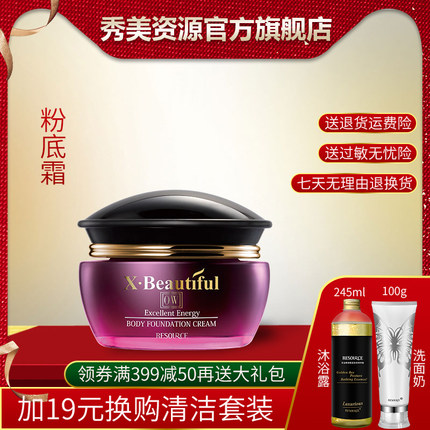 秀美资源官方旗舰店
粉底霜
送退货运费险
送过敏无忧险
七天无理由退换货
X·Beautiful
OW
Excellent Energy
BODY FOUNDATION CREAM
RESOURCE
245ml
100g
沐浴露
洗面奶
RESOURCE
领券满399减50再送大礼包
加19元换购清洁套装